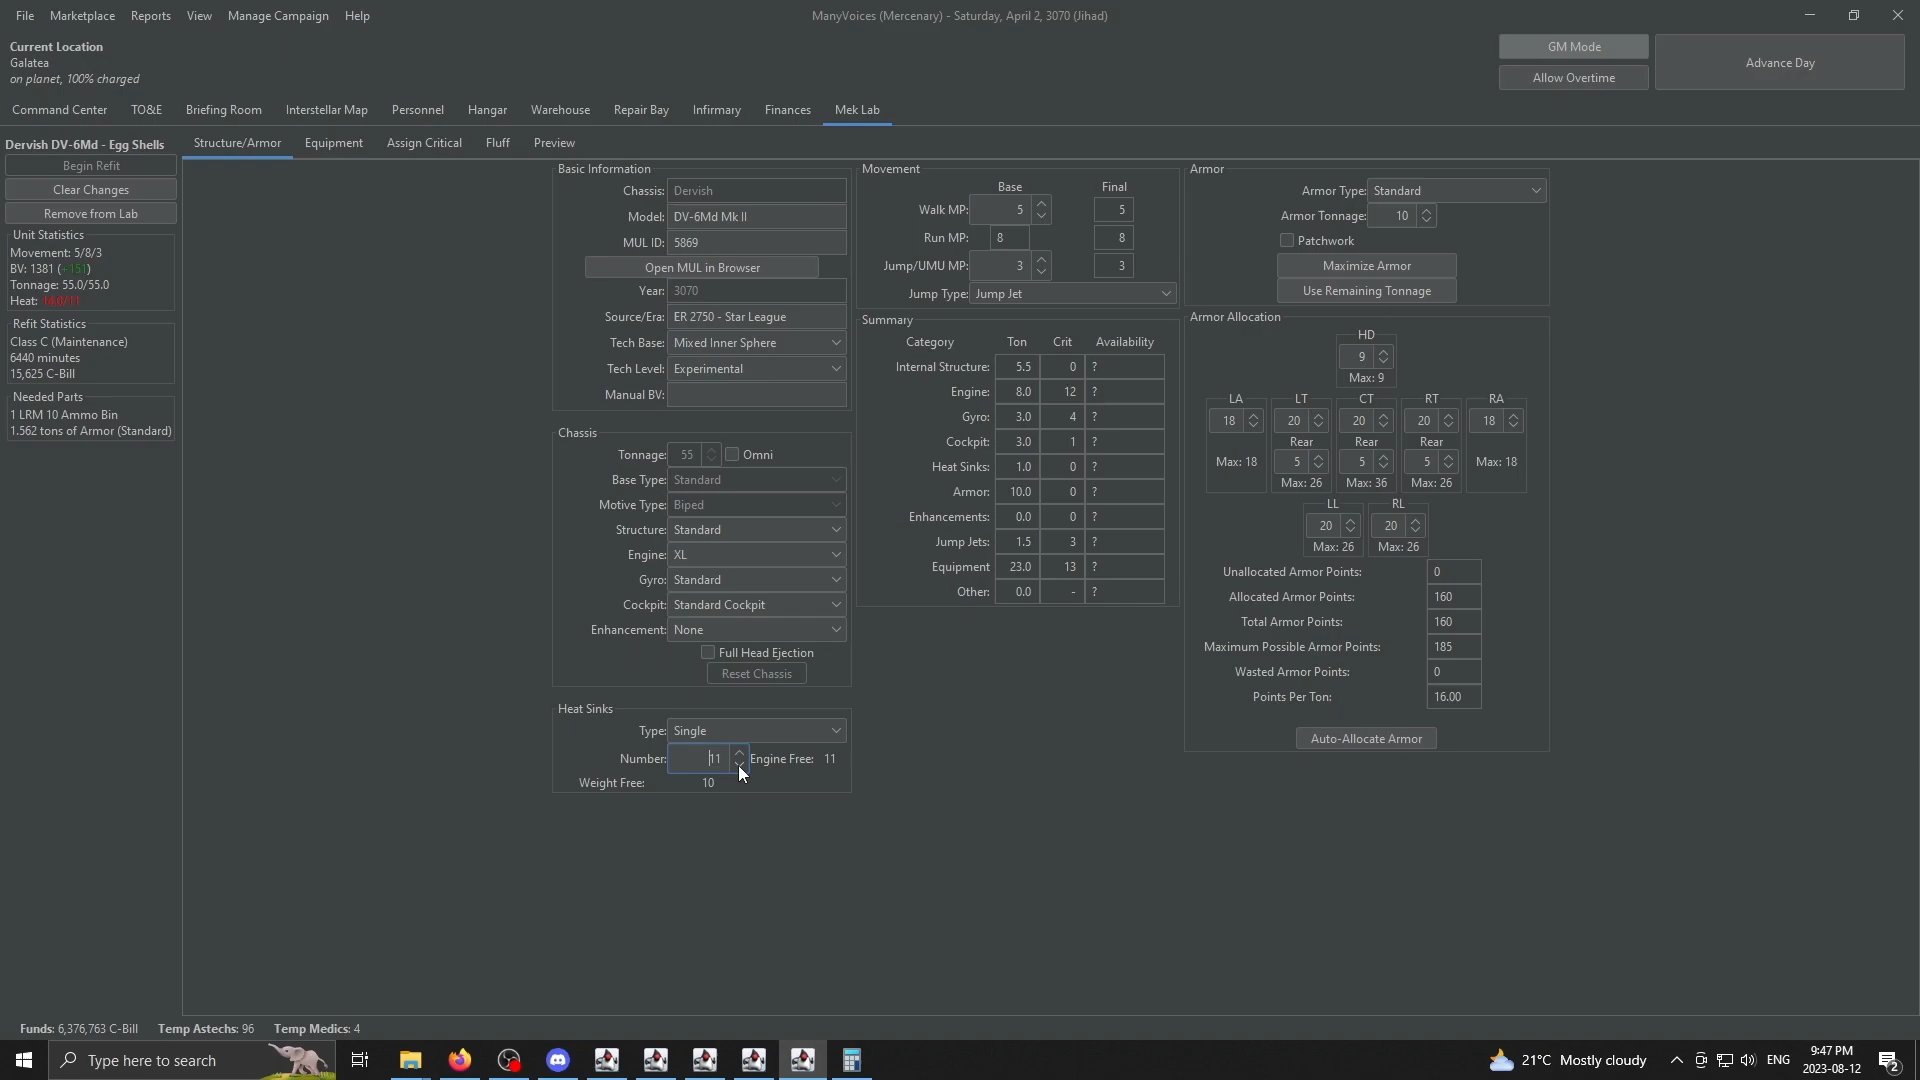 File Marketplace Reports View Manage Campaign Help
ManyVoices (Mercenary) - Saturday, April 2, 3070 (Jihad)
Current Location
Galatea
on planet, 100% charged
GM Mode
Allow Overtime
Advance Day
Command Center TO&E Briefing Room Interstellar Map Personnel Hangar Warehouse Repair Bay Infirmary Finances Mek Lab
Dervish DV-6Md - Egg Shells
Begin Refit
Clear Changes
Remove from Lab
Unit Statistics
Movement: 5/8/3
BV: 1381 (+151)
Tonnage: 55.0/55.0
Heat: 14.0/11
Refit Statistics
Class C (Maintenance)
6440 minutes
15,625 C-Bill
Needed Parts
1 LRM 10 Ammo Bin
1.562 tons of Armor (Standard)
Structure/Armor Equipment Assign Critical Fluff Preview
Basic Information
Chassis: Dervish
Model: DV-6Md Mk II
MUL ID: 5869
Open MUL in Browser
Year: 3070
Source/Era: ER 2750 - Star League
Tech Base: Mixed Inner Sphere
Tech Level: Experimental
Manual BV:
Chassis
Tonnage: 55 Omni
Base Type: Standard
Motive Type: Biped
Structure: Standard
Engine: XL
Gyro: Standard
Cockpit: Standard Cockpit
Enhancement: None
Full Head Ejection
Reset Chassis
Heat Sinks
Type: Single
Number: 11 Engine Free: 11
Weight Free: 10
Movement
Base Final
Walk MP: 5 5
Run MP: 8 8
Jump/UMU MP: 3 3
Jump Type: Jump Jet
Summary
Category Ton Crit Availability
Internal Structure: 5.5 0 ?
Engine: 8.0 12 ?
Gyro: 3.0 4 ?
Cockpit: 3.0 1 ?
Heat Sinks: 1.0 0 ?
Armor: 10.0 0 ?
Enhancements: 0.0 0 ?
Jump Jets: 1.5 3 ?
Equipment 23.0 13 ?
Other: 0.0 - ?
Armor
Armor Type: Standard
Armor Tonnage: 10
Patchwork
Maximize Armor
Use Remaining Tonnage
Armor Allocation
HD
9
Max: 9
LA LT CT RT RA
18 20 20 20 18
Rear Rear Rear
Max: 18 5 5 5 Max: 18
Max: 26 Max: 36 Max: 26
LL RL
20 20
Max: 26 Max: 26
Unallocated Armor Points: 0
Allocated Armor Points: 160
Total Armor Points: 160
Maximum Possible Armor Points: 185
Wasted Armor Points: 0
Points Per Ton: 16.00
Auto-Allocate Armor
Funds: 6,376,763 C-Bill Temp Astechs: 96 Temp Medics: 4
Type here to search
21°C Mostly cloudy
ENG
9:47 PM
2023-08-12
2